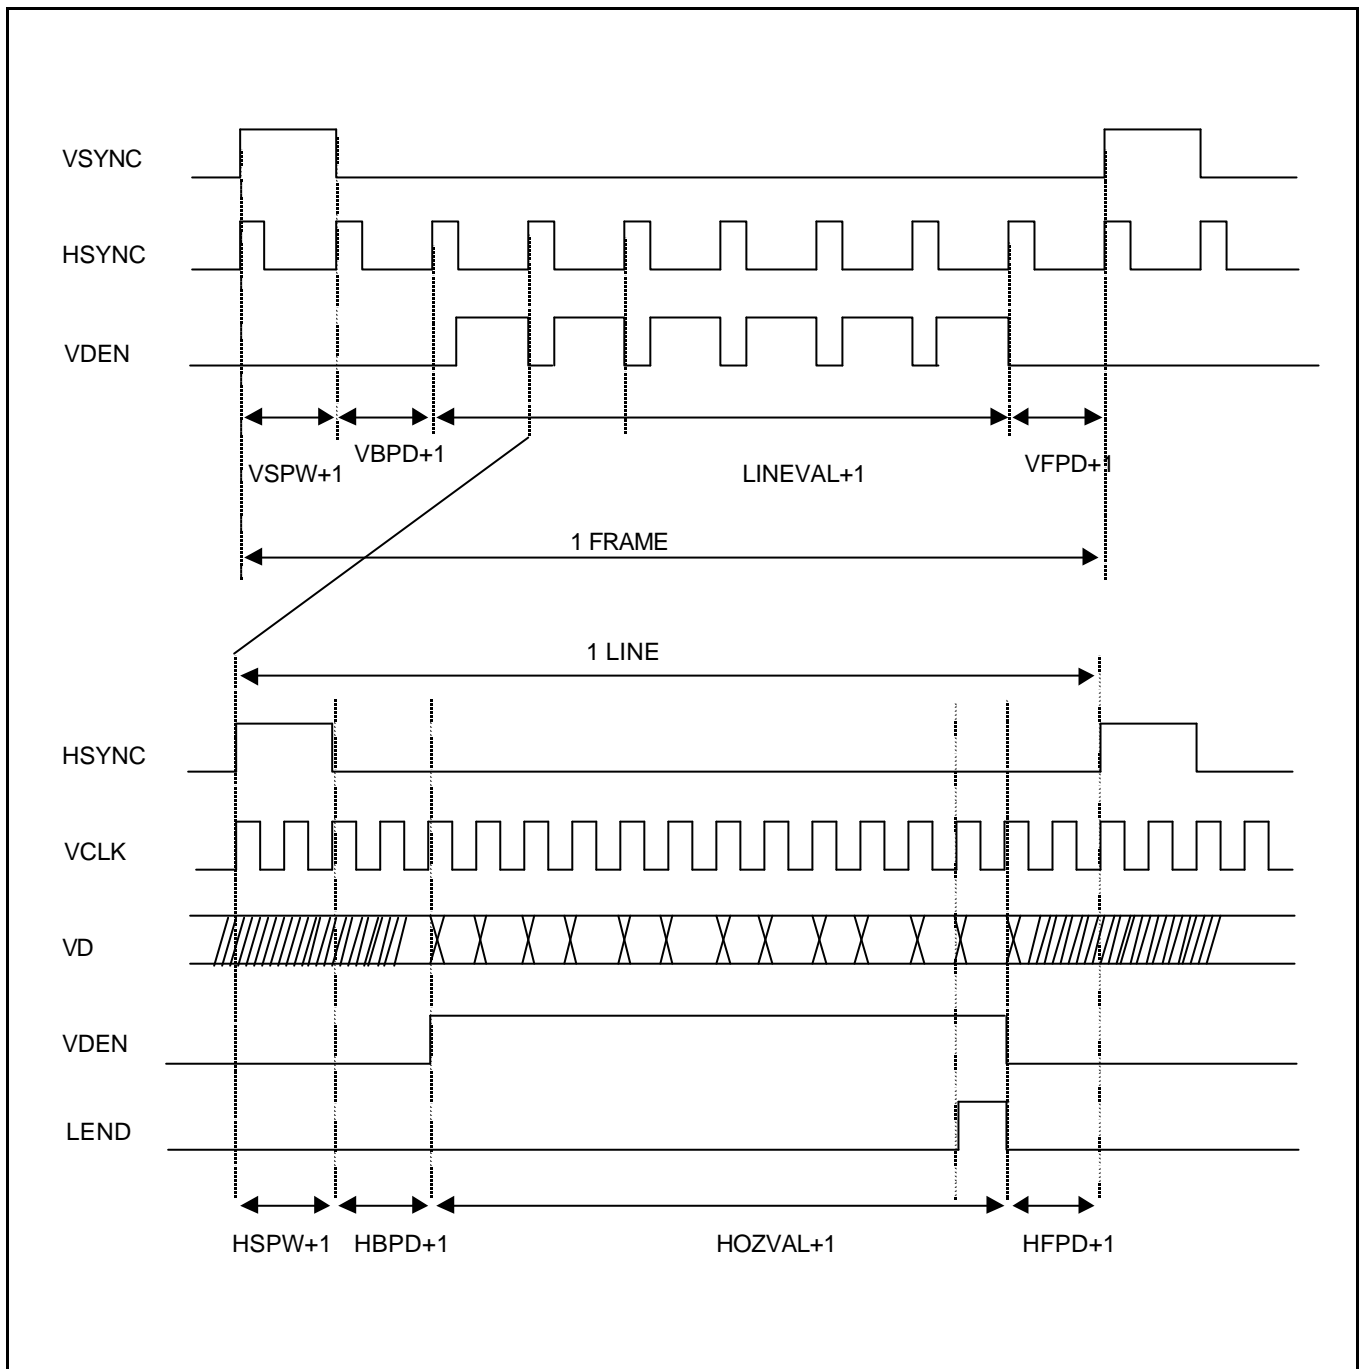 VSYNC
HSYNC
VDEN
VSPW+1
VBPD+1
LINEVAL+1
VFPD+1
1 FRAME
1 LINE
HSYNC
VCLK
VD
VDEN
LEND
HSPW+1
HBPD+1
HOZVAL+1
HFPD+1